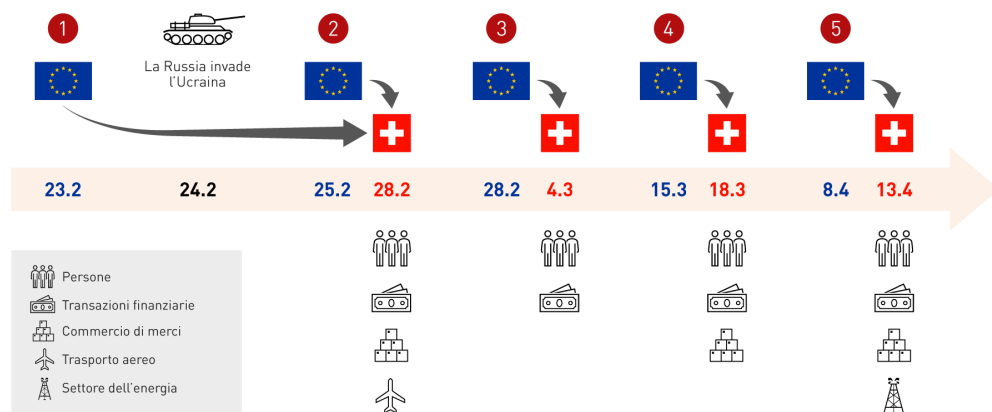 1
2
3
4
5
La Russia invade
l'Ucraina
23.2
24.2
25.2
28.2
28.2
4.3
15.3
18.3
8.4
13.4
Persone
Transazioni finanziarie
Commercio di merci
Trasporto aereo
Settore dell'energia